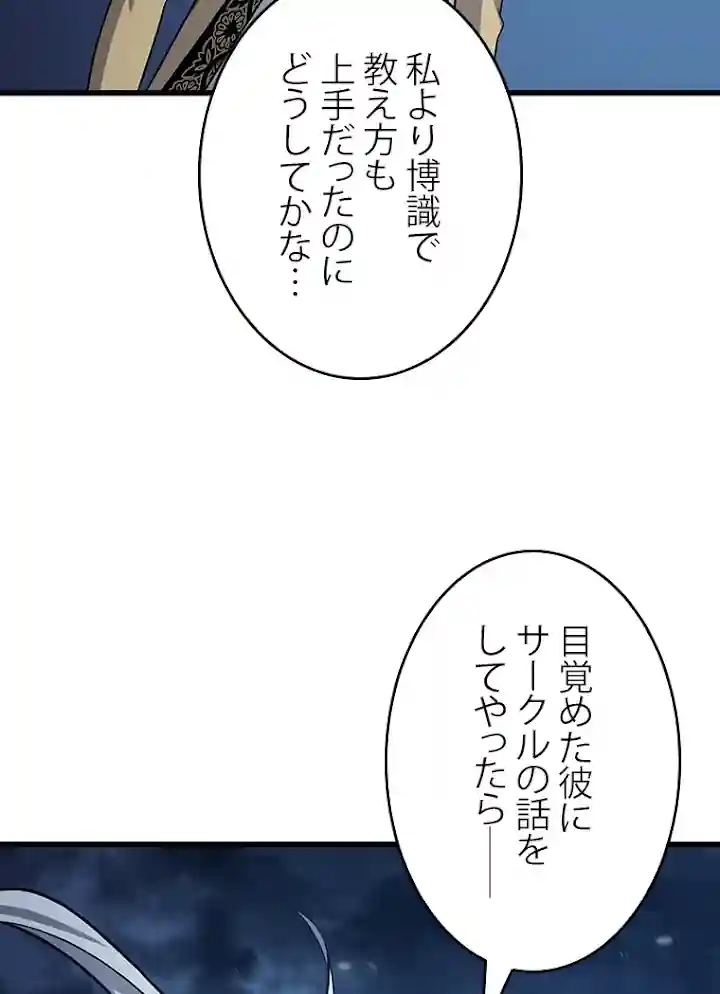 私より博識で
教え方も
上手だったのに
どうしてかな…
目覚めた彼に
サークルの話を
してやったら──